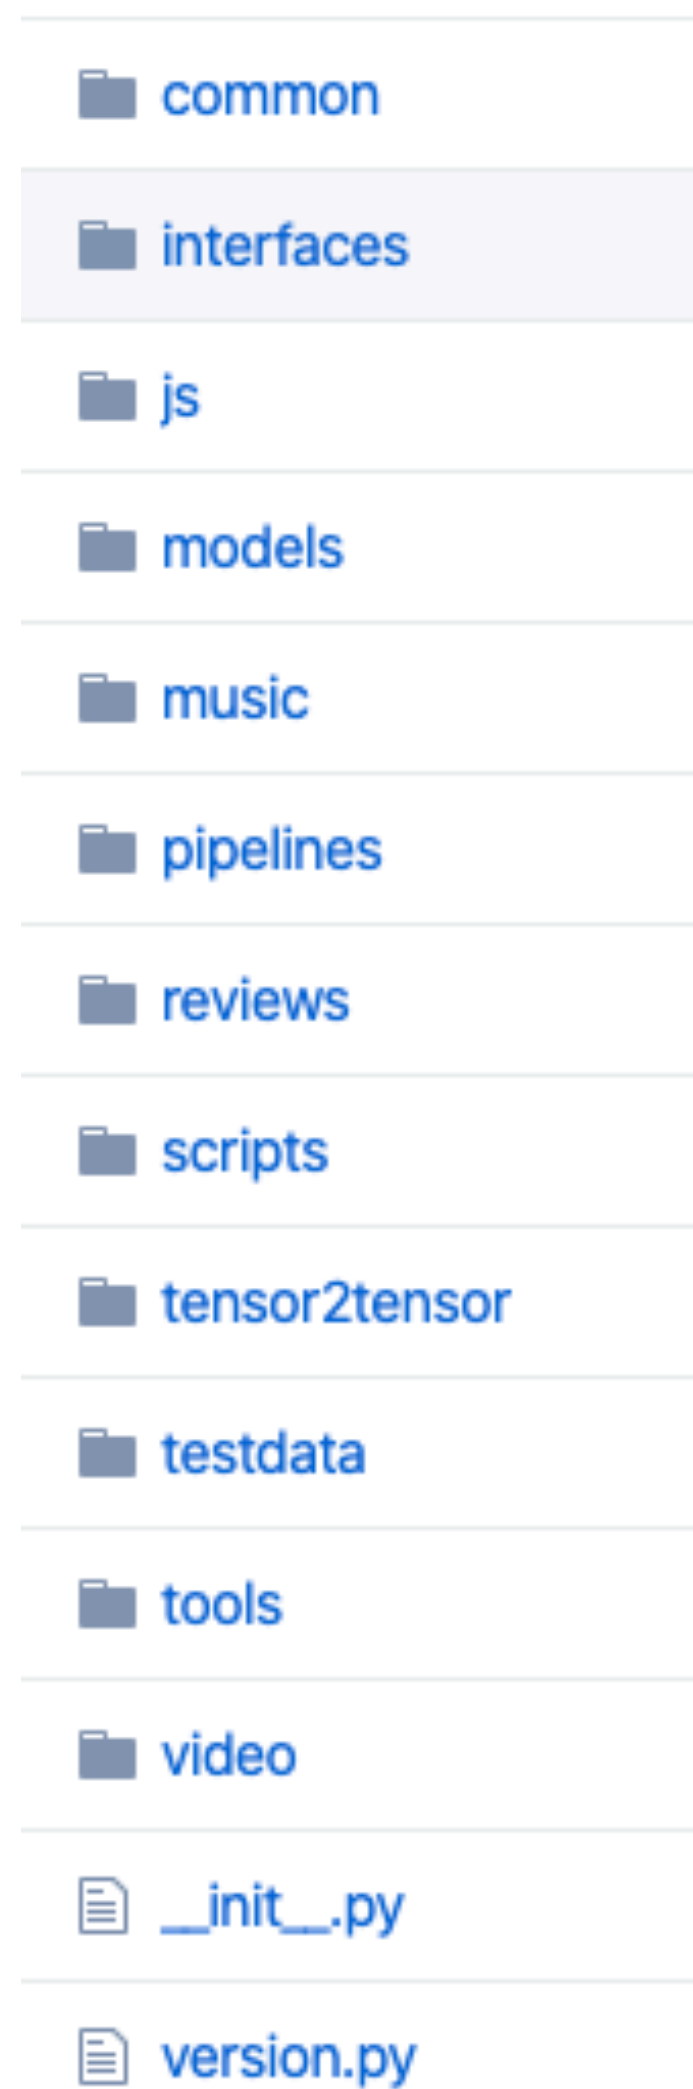 common
interfaces
js
models
music
pipelines
reviews
scripts
tensor2tensor
testdata
tools
video
__init__.py
version.py